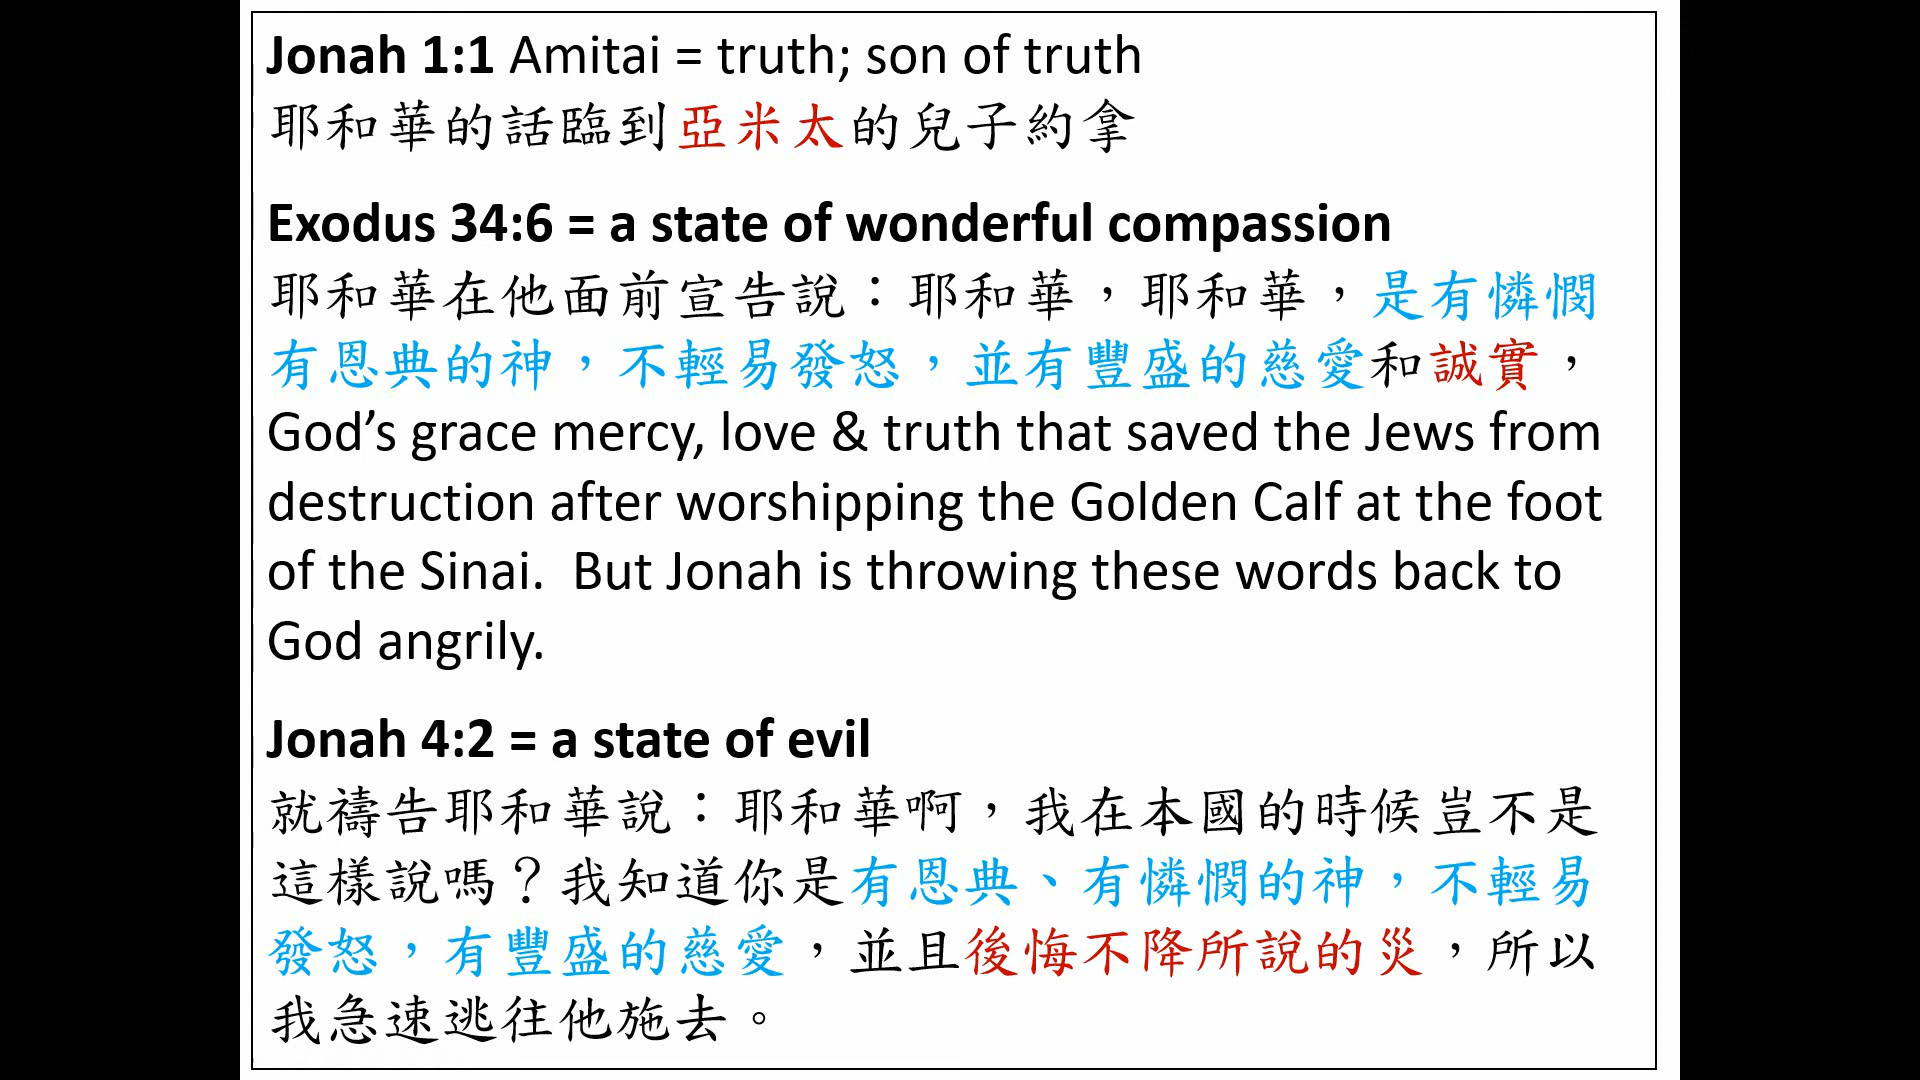 Jonah 1:1 Amitai = truth; son of truth
耶和華的話臨到亞米太的兒子約拿
Exodus 34:6 = a state of wonderful compassion
耶和華在他面前宣告說：耶和華，耶和華，是有憐憫
有恩典的神，不輕易發怒，並有豐盛的慈愛和誠實，
God’s grace mercy, love & truth that saved the Jews from
destruction after worshipping the Golden Calf at the foot
of the Sinai.  But Jonah is throwing these words back to
God angrily.
Jonah 4:2 = a state of evil
就禱告耶和華說：耶和華啊，我在本國的時候豈不是
這樣說嗎？我知道你是有恩典、有憐憫的神，不輕易
發怒，有豐盛的慈愛，並且後悔不降所說的災，所以
我急速逃往他施去。